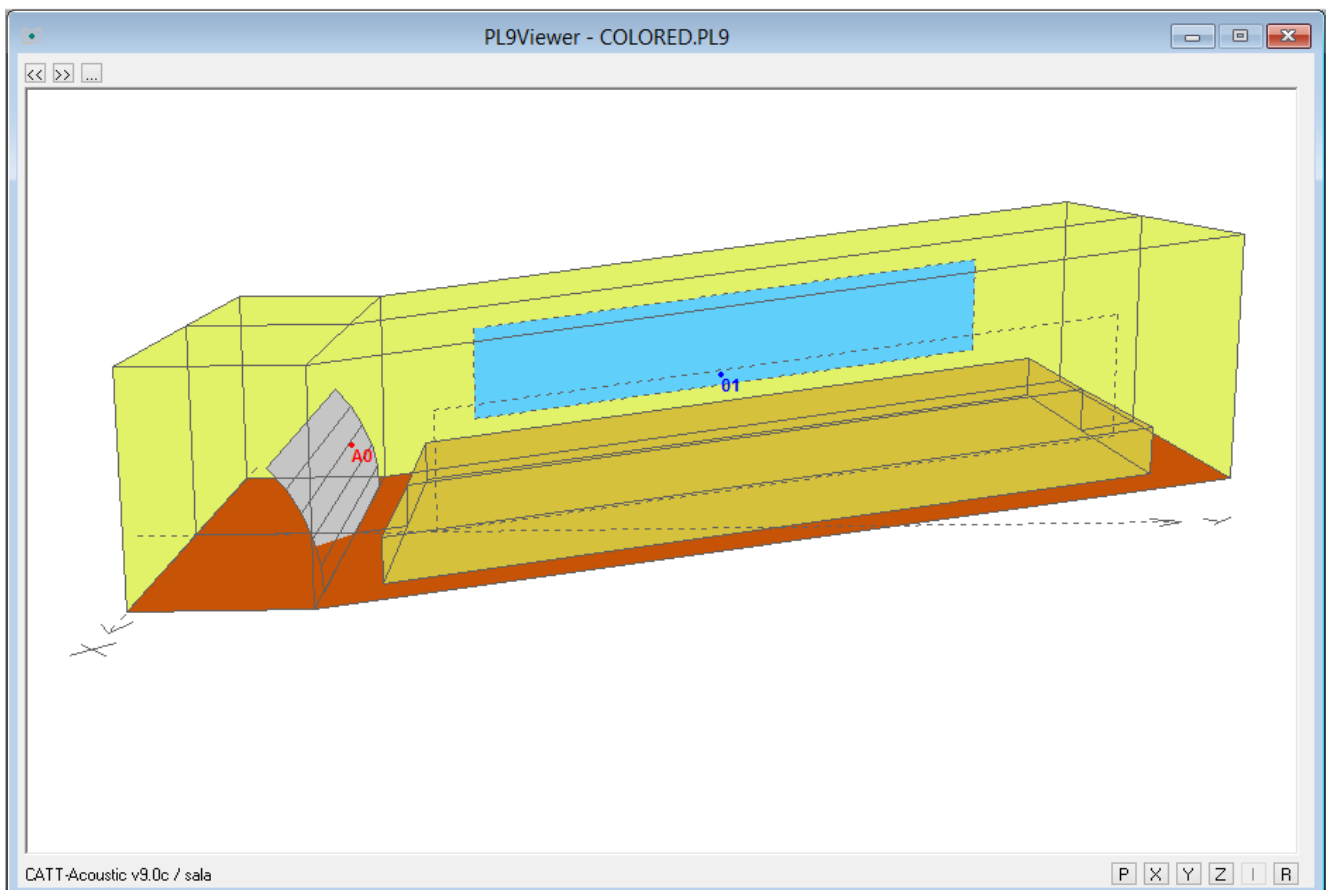 PL9Viewer - COLORED.PL9
<< >> ...
01
A0
CATT-Acoustic v9.0c / sala
P X Y Z I R